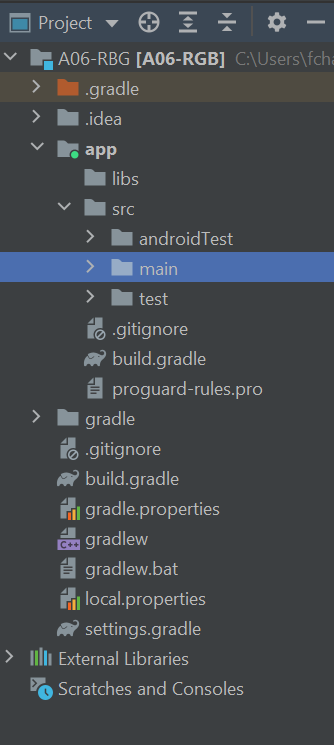 Project
A06-RBG [A06-RGB] C:\Users\fcha
.gradle
.idea
app
libs
src
androidTest
main
test
.gitignore
build.gradle
proguard-rules.pro
gradle
.gitignore
build.gradle
gradle.properties
C++ gradlew
gradlew.bat
local.properties
settings.gradle
External Libraries
Scratches and Consoles